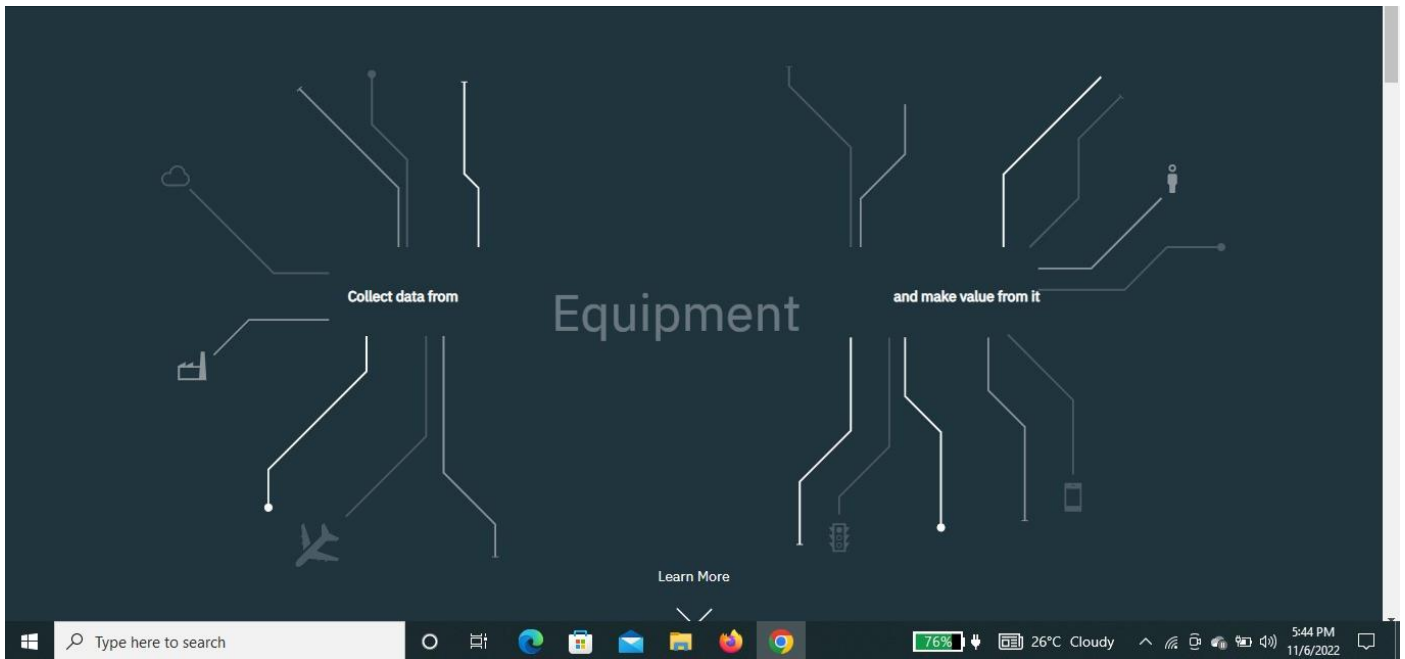 Collect data from
Equipment
and make value from it
Learn More
Type here to search
76%
26°C Cloudy
5:44 PM
11/6/2022